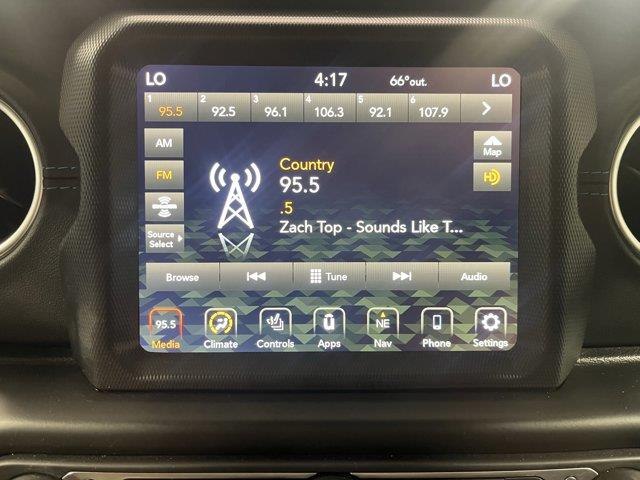 LO 4:17 66°out. LO
1 95.5 2 92.5 3 96.1 4 106.3 5 92.1 6 107.9
AM
Map
FM
HD
Country
95.5
.5
Zach Top - Sounds Like T...
Source
Select
Browse Tune Audio
95.5 NE
Media Climate Controls Apps Nav Phone Settings